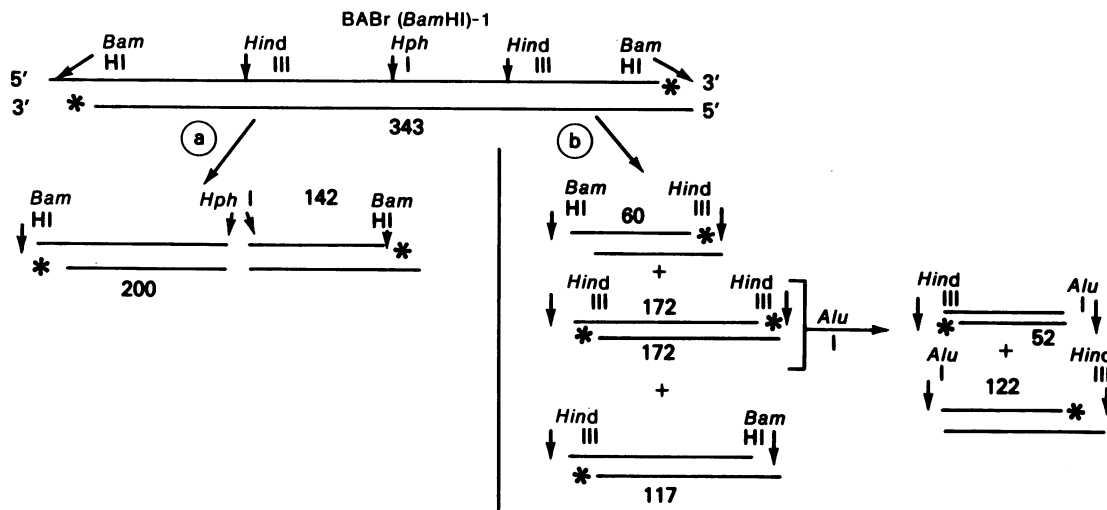 BABr (BamHI)-1
Bam HI
Hind III
Hph I
Hind III
Bam HI
5′
*
3′
3′
*
5′
343
a
b
Bam HI
Hph I
142
Bam HI
*
*
200
Bam HI
Hind III
60
*
+
Hind III
172
Hind III
*
*
172
Alu I
+
Hind III
Bam HI
*
117
Hind III
Alu I
*
52
+
Alu I
122
Hind III
*